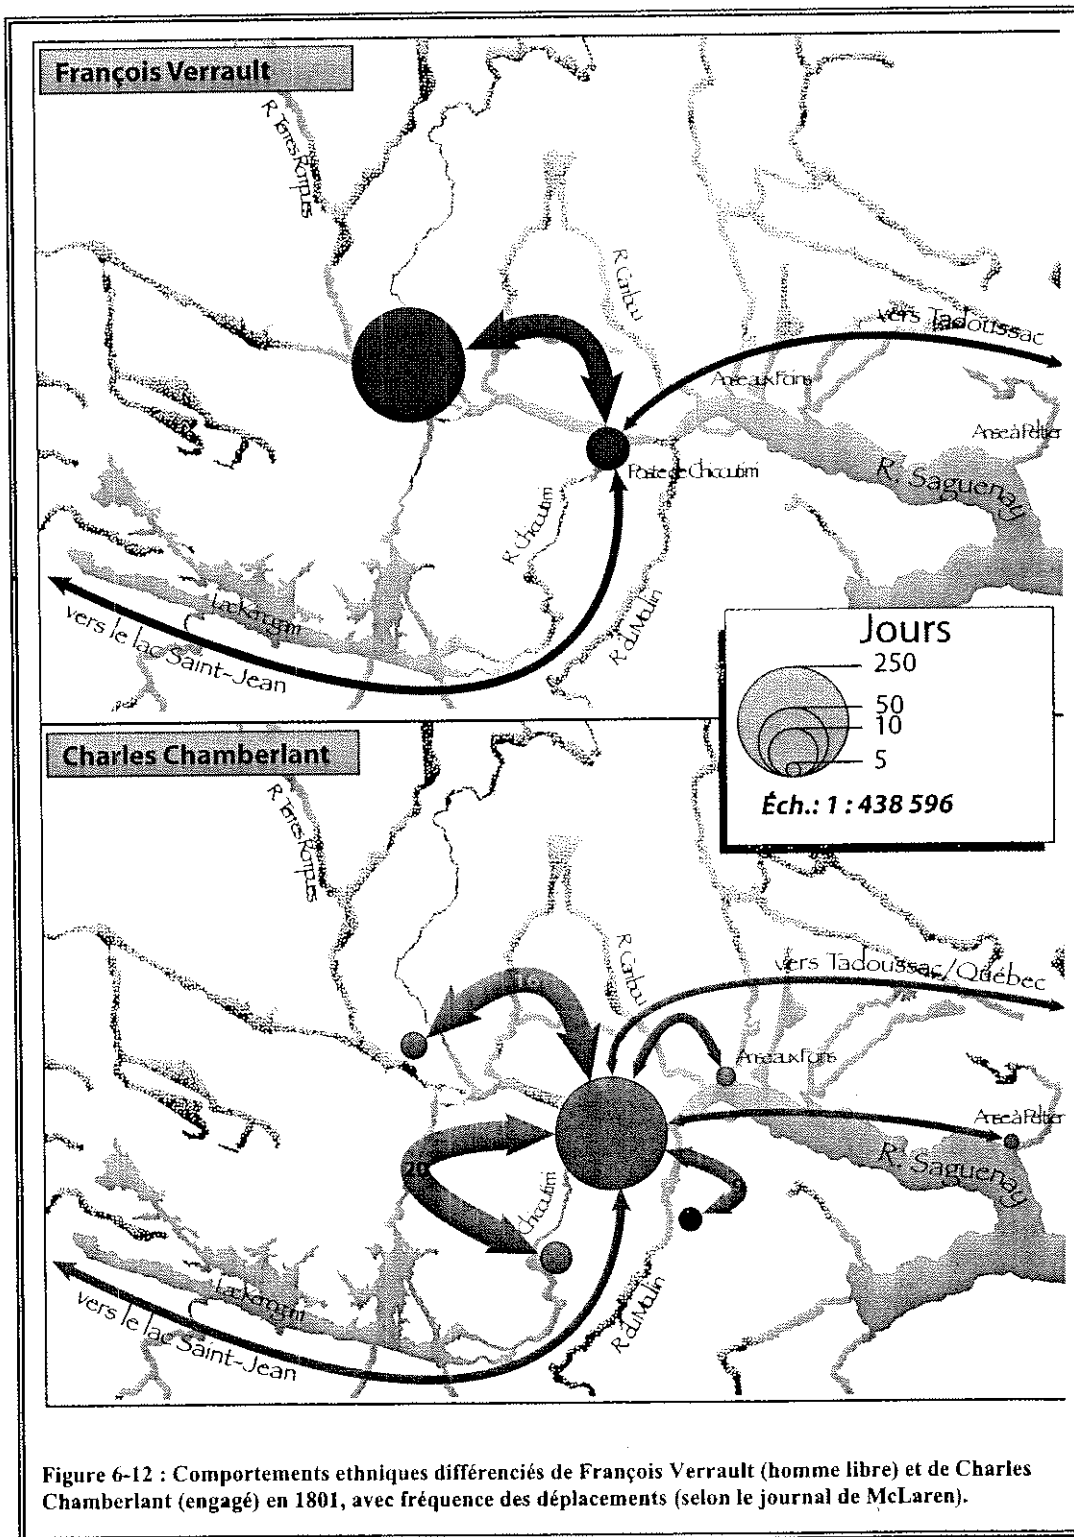 François Verrault
R. Terres Rompues
R. Caribou
vers Tadoussac
Anse aux Foins
Anse à Peltier
Poste de Chicoutimi
R. Saguenay
R. Chicoutimi
R. du Moulin
Lac Kenogami
vers le lac Saint-Jean
Jours
250
50
10
5
Éch.: 1 : 438 596
Charles Chamberlant
R. Terres Rompues
R. Caribou
vers Tadoussac/Québec
Anse aux Foins
Anse à Peltier
R. Saguenay
20
Chicoutimi
R. du Moulin
Lac Kenogami
vers le lac Saint-Jean
Figure 6-12 : Comportements ethniques différenciés de François Verrault (homme libre) et de Charles
Chamberlant (engagé) en 1801, avec fréquence des déplacements (selon le journal de McLaren).